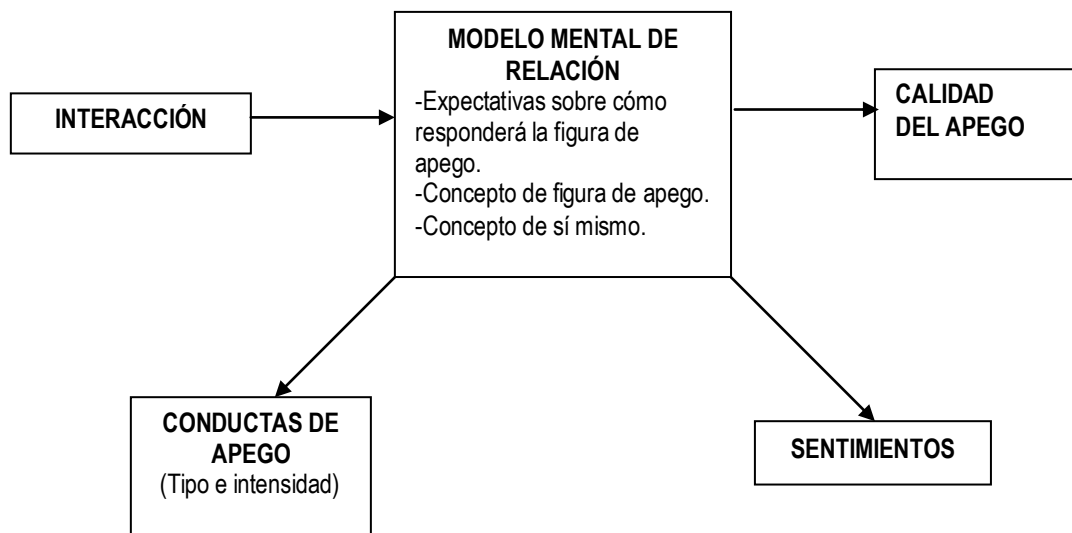 INTERACCIÓN
MODELO MENTAL DE
RELACIÓN
-Expectativas sobre cómo
responderá la figura de
apego.
-Concepto de figura de apego.
-Concepto de sí mismo.
CALIDAD
DEL APEGO
CONDUCTAS DE
APEGO
(Tipo e intensidad)
SENTIMIENTOS